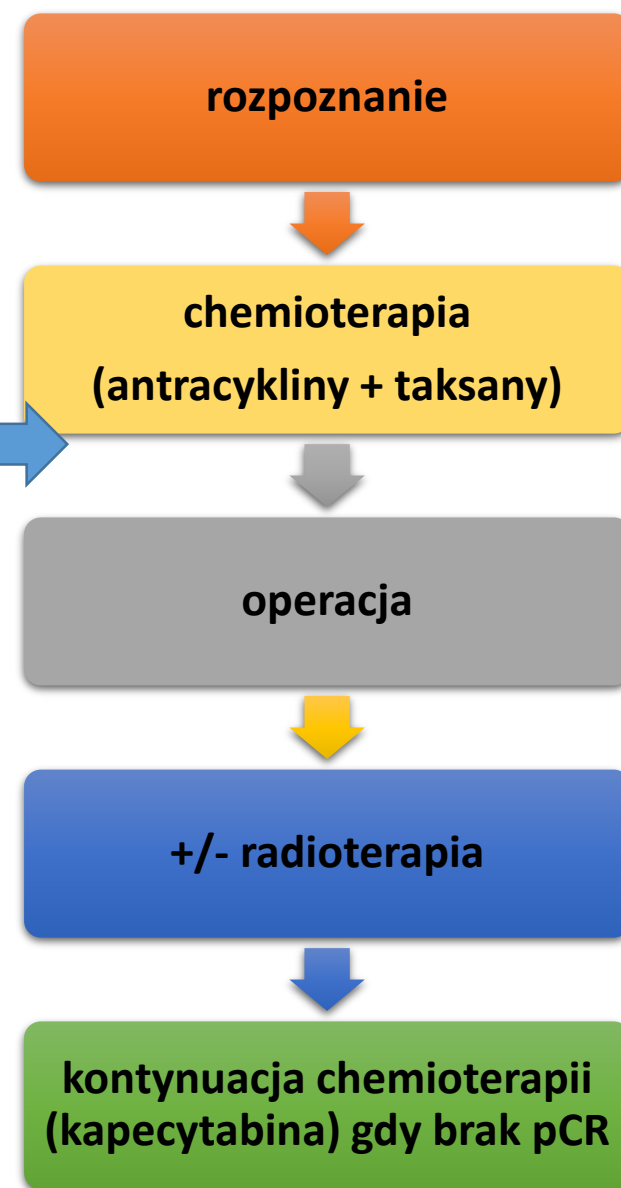 rozpoznanie
chemioterapia
(antracykliny + taksany)
operacja
+/- radioterapia
kontynuacja chemioterapii
(kapecytabina) gdy brak pCR